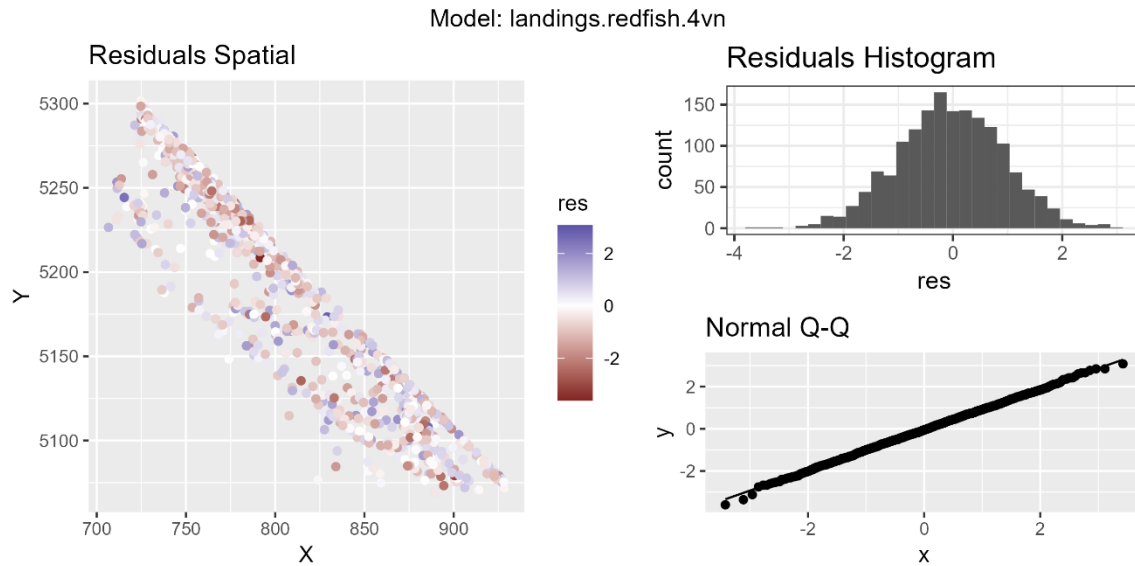 Model: landings.redfish.4vn
Residuals Spatial
5300
5250
5200
5150
5100
Y
700
750
800
850
900
X
res
2
0
-2
Residuals Histogram
150
100
50
0
count
-4
-2
0
2
res
Normal Q-Q
2
0
-2
y
-2
0
2
x